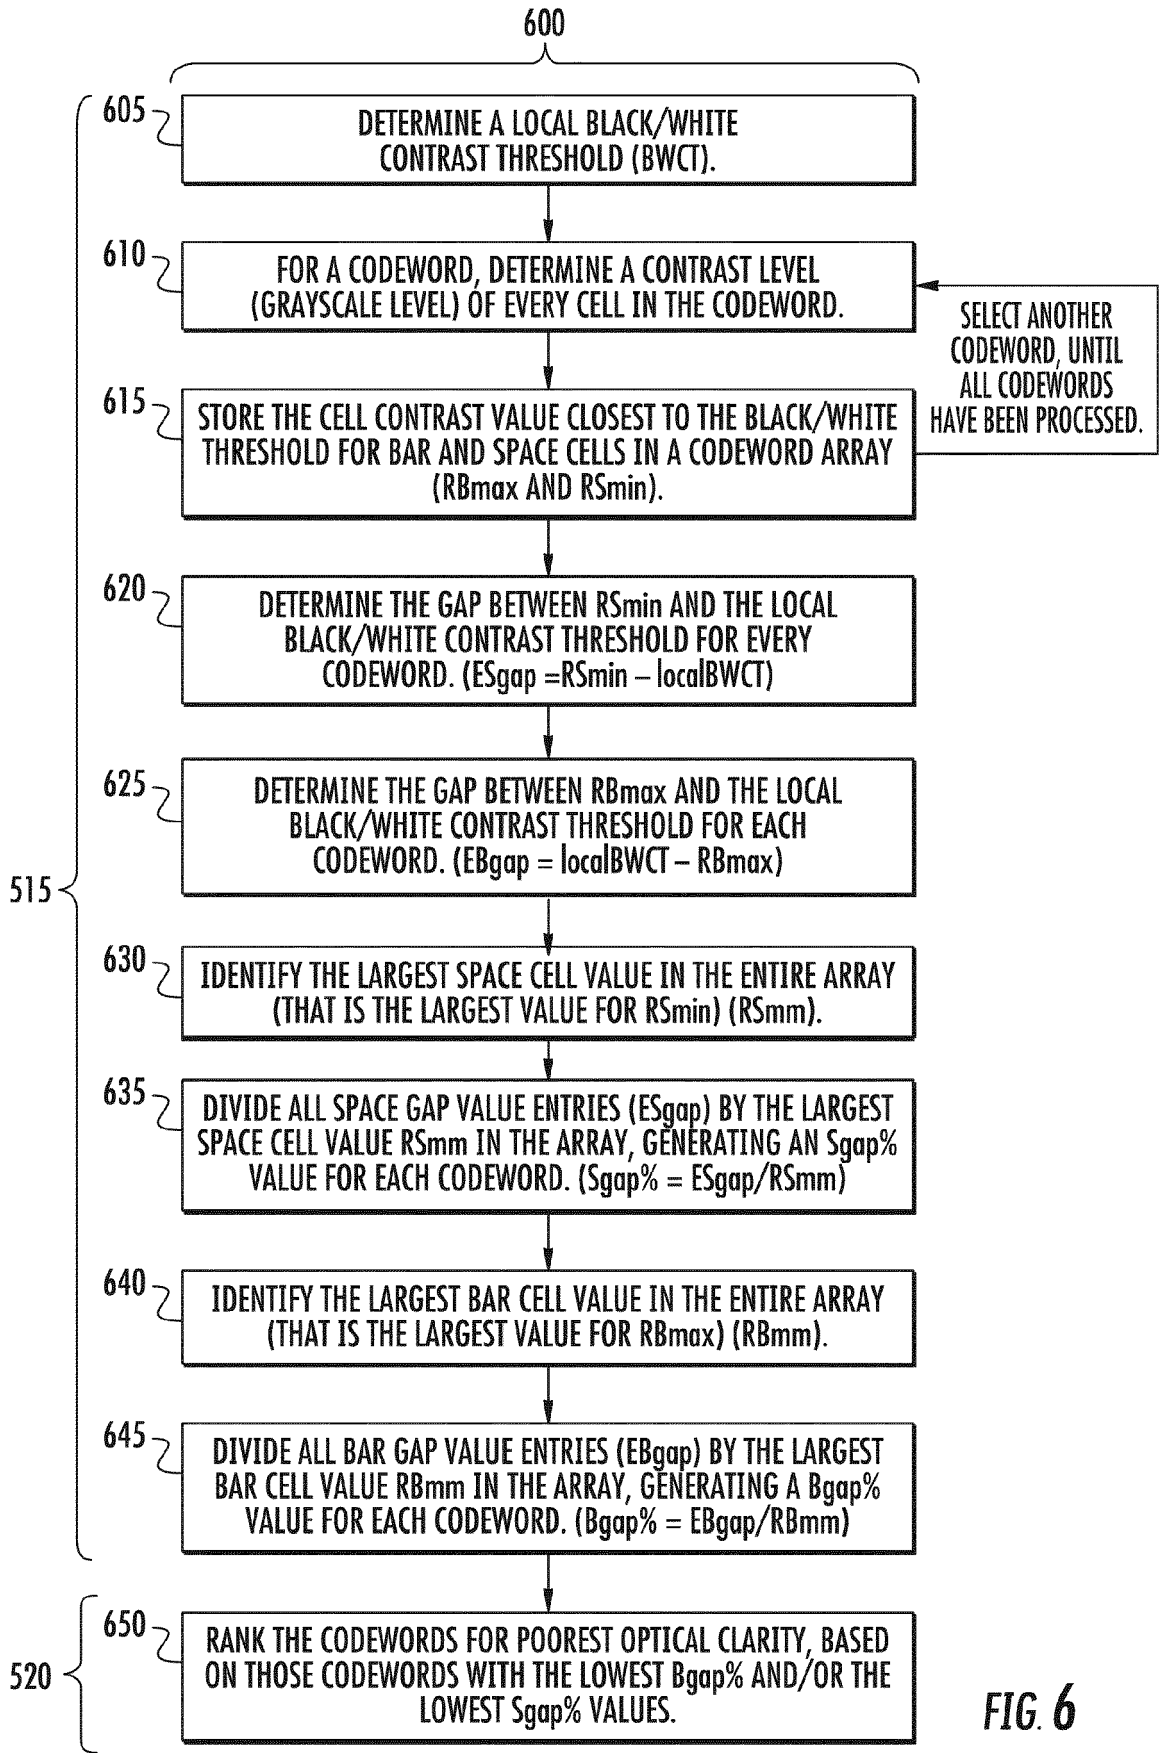 600
605
DETERMINE A LOCAL BLACK/WHITE
CONTRAST THRESHOLD (BWCT).
610
FOR A CODEWORD, DETERMINE A CONTRAST LEVEL
(GRAYSCALE LEVEL) OF EVERY CELL IN THE CODEWORD.
SELECT ANOTHER
CODEWORD, UNTIL
ALL CODEWORDS
HAVE BEEN PROCESSED.
615
STORE THE CELL CONTRAST VALUE CLOSEST TO THE BLACK/WHITE
THRESHOLD FOR BAR AND SPACE CELLS IN A CODEWORD ARRAY
(RBmax AND RSmin).
620
DETERMINE THE GAP BETWEEN RSmin AND THE LOCAL
BLACK/WHITE CONTRAST THRESHOLD FOR EVERY
CODEWORD. (ESgap =RSmin – localBWCT)
625
DETERMINE THE GAP BETWEEN RBmax AND THE LOCAL
BLACK/WHITE CONTRAST THRESHOLD FOR EACH
CODEWORD. (EBgap = localBWCT – RBmax)
515
630
IDENTIFY THE LARGEST SPACE CELL VALUE IN THE ENTIRE ARRAY
(THAT IS THE LARGEST VALUE FOR RSmin) (RSmm).
635
DIVIDE ALL SPACE GAP VALUE ENTRIES (ESgap) BY THE LARGEST
SPACE CELL VALUE RSmm IN THE ARRAY, GENERATING AN Sgap%
VALUE FOR EACH CODEWORD. (Sgap% = ESgap/RSmm)
640
IDENTIFY THE LARGEST BAR CELL VALUE IN THE ENTIRE ARRAY
(THAT IS THE LARGEST VALUE FOR RBmax) (RBmm).
645
DIVIDE ALL BAR GAP VALUE ENTRIES (EBgap) BY THE LARGEST
BAR CELL VALUE RBmm IN THE ARRAY, GENERATING A Bgap%
VALUE FOR EACH CODEWORD. (Bgap% = EBgap/RBmm)
650
RANK THE CODEWORDS FOR POOREST OPTICAL CLARITY, BASED
ON THOSE CODEWORDS WITH THE LOWEST Bgap% AND/OR THE
LOWEST Sgap% VALUES.
520
FIG. 6